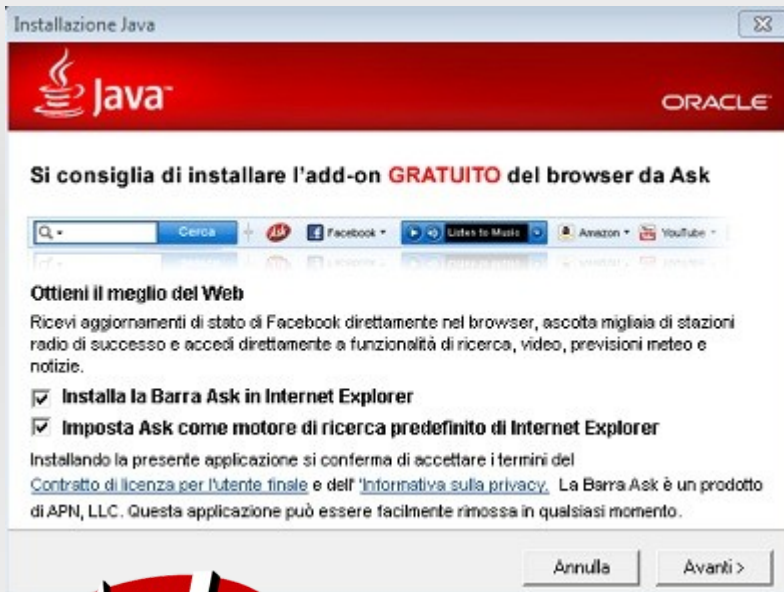 Installazione Java
Java™
ORACLE
Si consiglia di installare l'add-on GRATUITO del browser da Ask
Cerca Ask Facebook Listen to Music Amazon YouTube
Ottieni il meglio del Web
Ricevi aggiornamenti di stato di Facebook direttamente nel browser, ascolta migliaia di stazioni
radio di successo e accedi direttamente a funzionalità di ricerca, video, previsioni meteo e
notizie.
Installa la Barra Ask in Internet Explorer
Imposta Ask come motore di ricerca predefinito di Internet Explorer
Installando la presente applicazione si conferma di accettare i termini del
Contratto di licenza per l'utente finale e dell' 'Informativa sulla privacy. La Barra Ask è un prodotto
di APN, LLC. Questa applicazione può essere facilmente rimossa in qualsiasi momento.
Annulla Avanti >